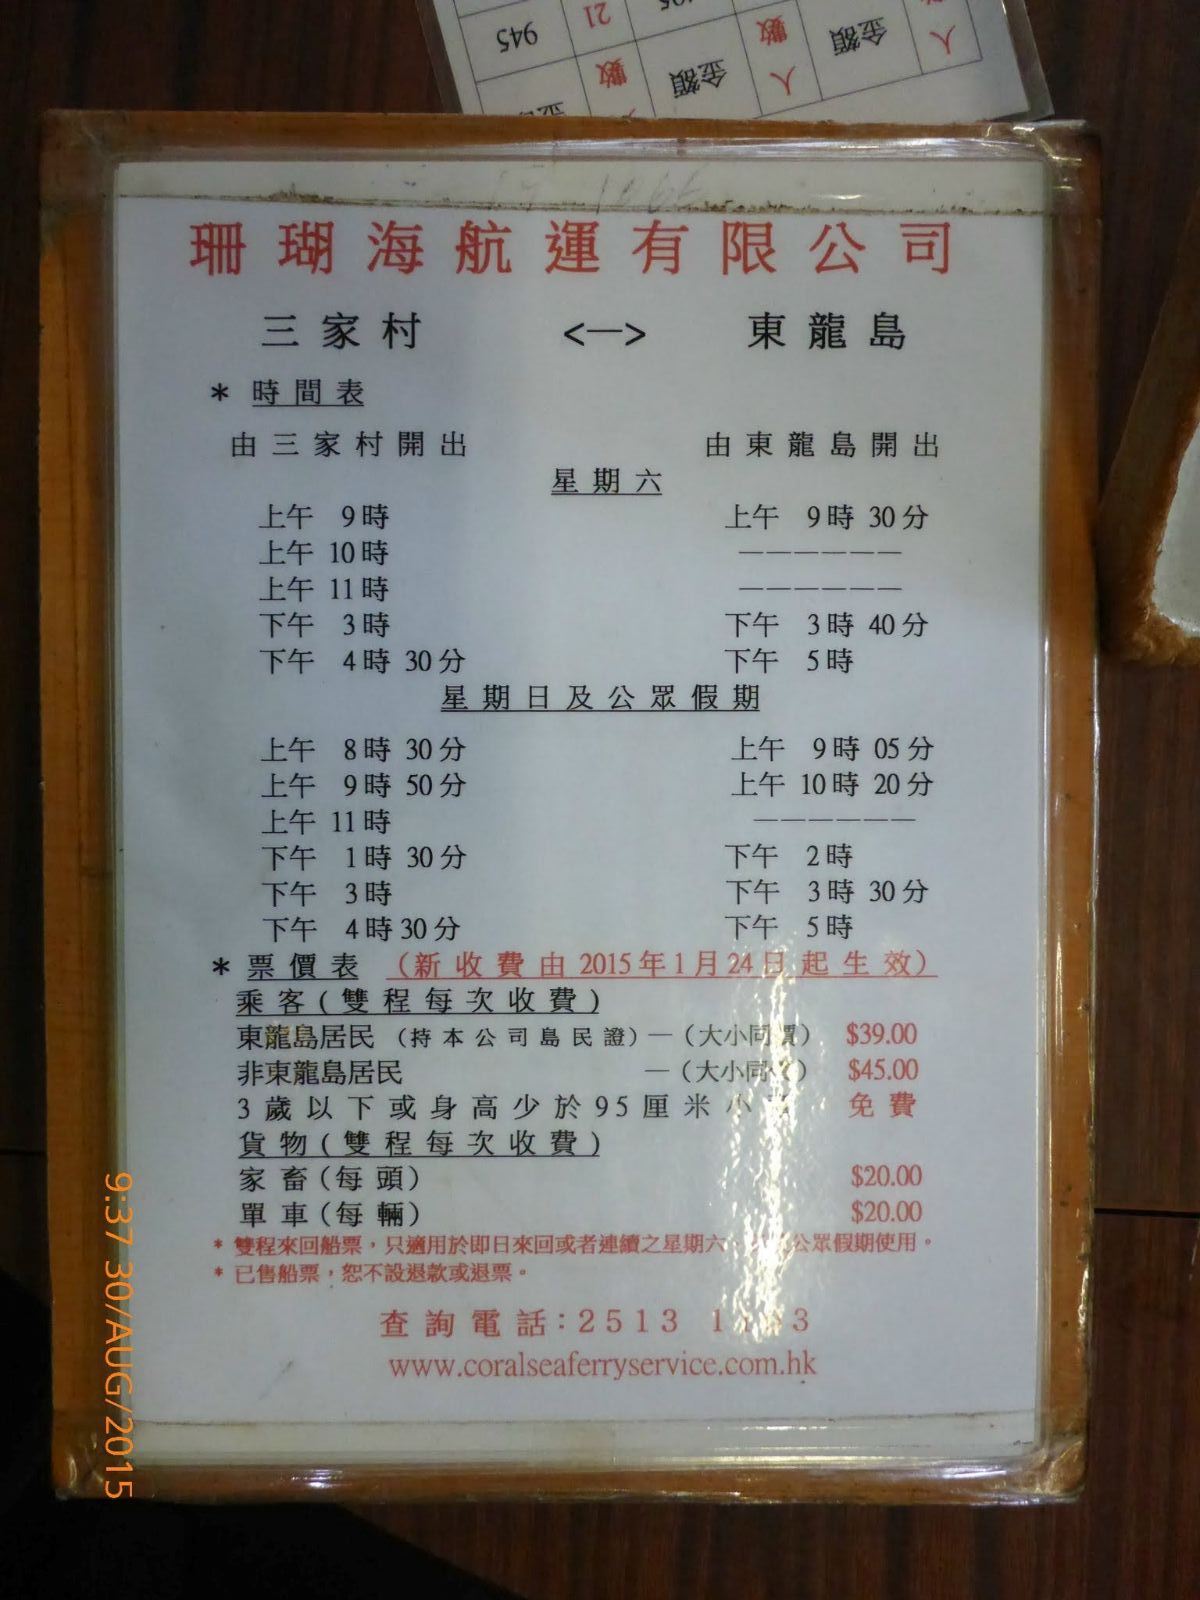 945
21
數
金額
人
數
金額
人
珊瑚海航運有限公司
三家村 <—> 東龍島
* 時間表
由三家村開出 由東龍島開出
星期六
上午 9時 上午 9時 30分
上午 10時 ——————
上午 11時 ——————
下午 3時 下午 3時 40分
下午 4時 30分 下午 5時
星期日及公眾假期
上午 8時 30分 上午 9時 05分
上午 9時 50分 上午 10時 20分
上午 11時 ——————
下午 1時 30分 下午 2時
下午 3時 下午 3時 30分
下午 4時30分 下午 5時
* 票價表 (新收費由2015年1月24日起生效)
乘客(雙程每次收費)
東龍島居民 (持本公司島民證)—(大小同價) $39.00
非東龍島居民 —(大小同價) $45.00
3歲以下或身高少於95厘米小 免費
貨物(雙程每次收費)
家畜(每頭) $20.00
單車(每輛) $20.00
* 雙程來回船票，只適用於即日來回或者連續之星期六 公眾假期使用。
* 已售船票，恕不設退款或退票。
查詢電話:2513
www.coralseaferryservice.com.hk
9:37 30/AUG/2015